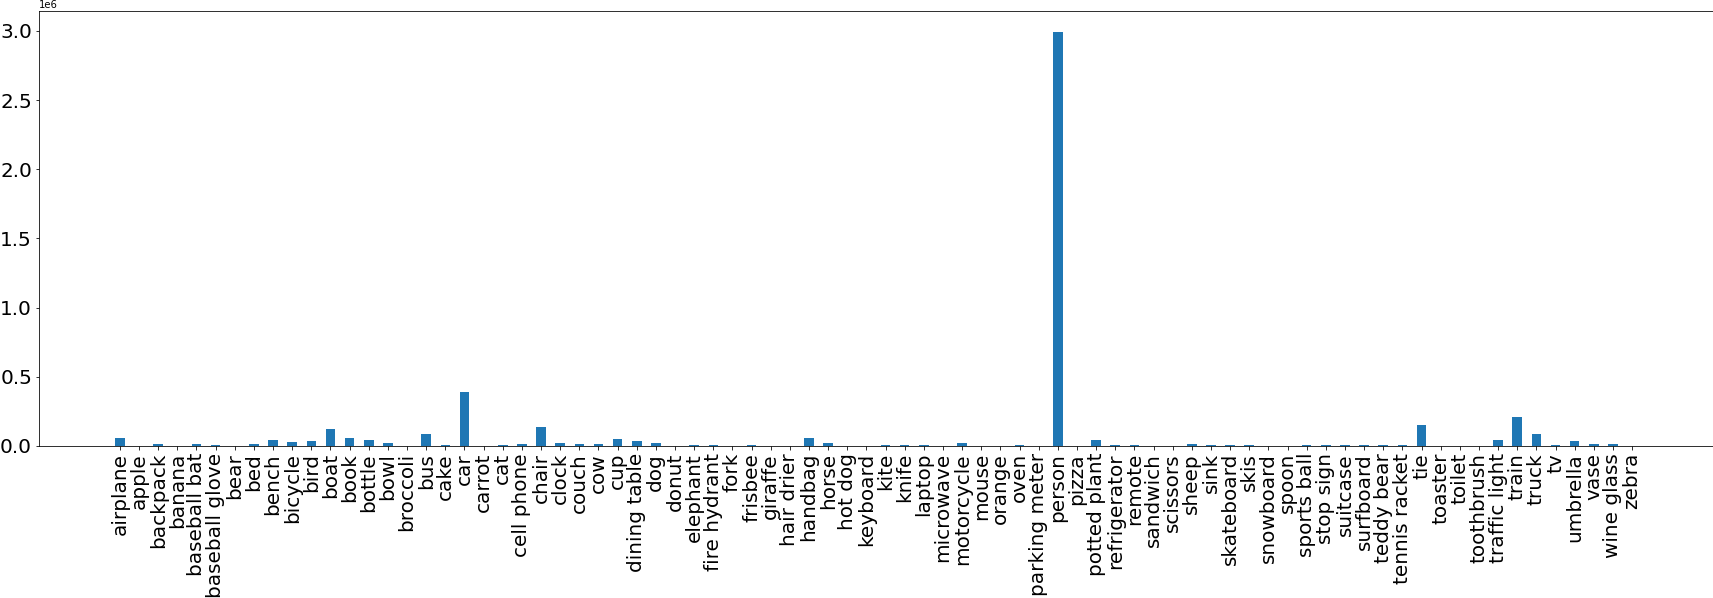 1e6
3.0
2.5
2.0
1.5
1.0
0.5
0.0
airplane
apple
backpack
banana
baseball bat
baseball glove
bear
bed
bench
bicycle
bird
boat
book
bottle
bowl
broccoli
bus
cake
car
carrot
cat
cell phone
chair
clock
couch
cow
cup
dining table
dog
donut
elephant
fire hydrant
fork
frisbee
giraffe
hair drier
handbag
horse
hot dog
keyboard
kite
knife
laptop
microwave
motorcycle
mouse
orange
oven
parking meter
person
pizza
potted plant
refrigerator
remote
sandwich
scissors
sheep
sink
skateboard
skis
snowboard
spoon
sports ball
stop sign
suitcase
surfboard
teddy bear
tennis racket
tie
toaster
toilet
toothbrush
traffic light
train
truck
tv
umbrella
vase
wine glass
zebra